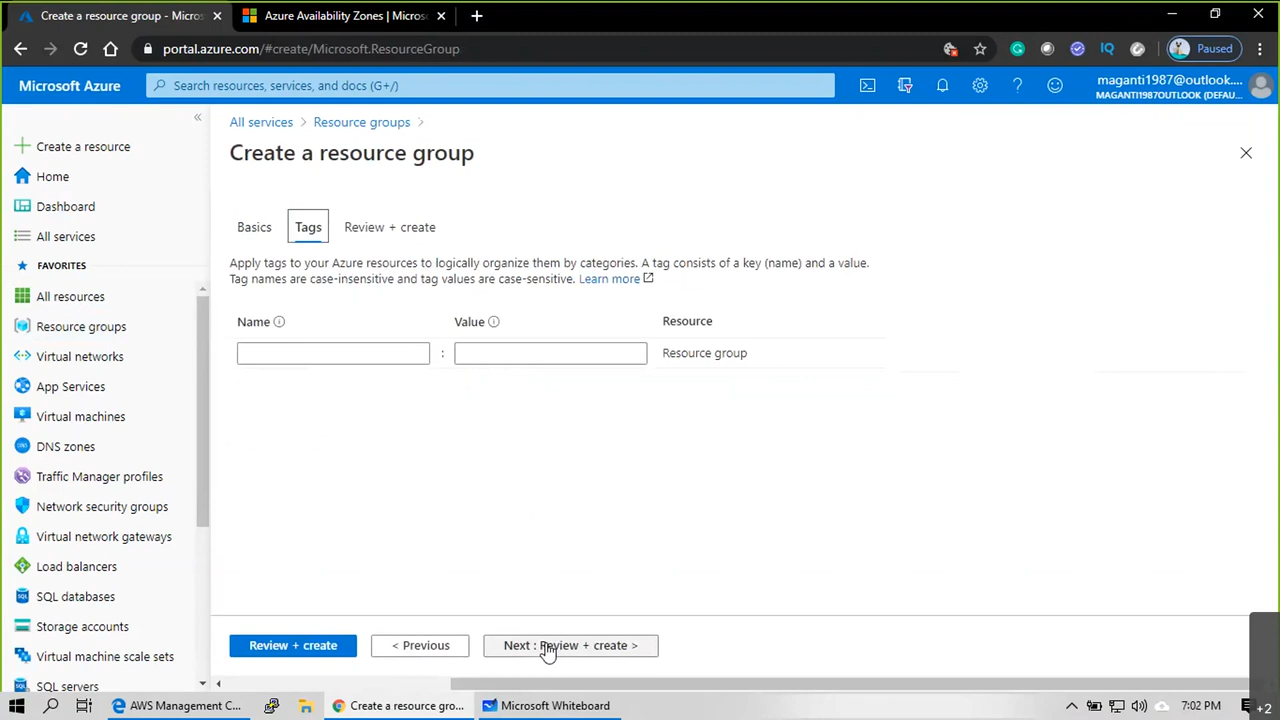 Create a resource group - Micros
Azure Availability Zones | Micros
portal.azure.com/#create/Microsoft.ResourceGroup
IQ
Paused
Microsoft Azure
Search resources, services, and docs (G+/)
maganti1987@outlook....
MAGANTI1987OUTLOOK (DEFAU...
All services > Resource groups >
Create a resource group
Create a resource
Home
Dashboard
All services
FAVORITES
All resources
Resource groups
Virtual networks
App Services
Virtual machines
DNS zones
Traffic Manager profiles
Network security groups
Virtual network gateways
Load balancers
SQL databases
Storage accounts
Virtual machine scale sets
SQL servers
Basics Tags Review + create
Apply tags to your Azure resources to logically organize them by categories. A tag consists of a key (name) and a value.
Tag names are case-insensitive and tag values are case-sensitive. Learn more
Name Value Resource
: Resource group
Review + create < Previous Next : Review + create >
AWS Management C...
Create a resource gro...
Microsoft Whiteboard
7:02 PM
+2